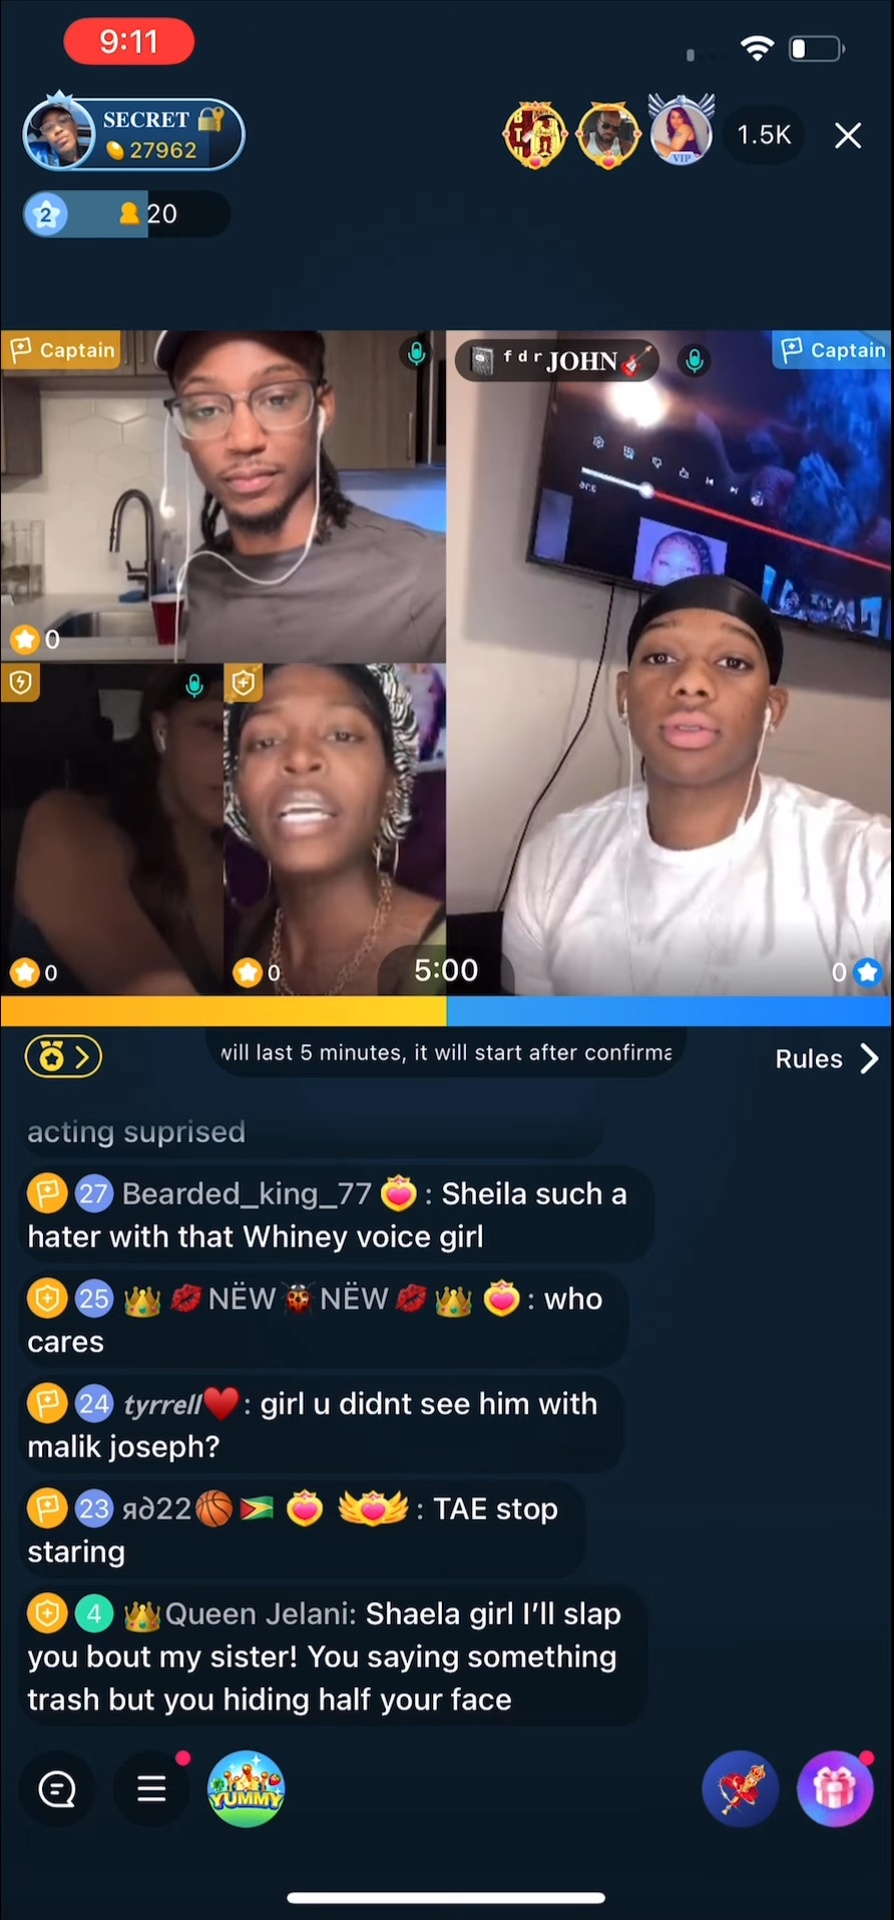 9:11
SECRET 🔐
27962
VIP
1.5K
2
20
Captain
ᶠ ᵈ ʳ JOHN🎸
Captain
0
0
0
5:00
0
will last 5 minutes, it will start after confirma
Rules
acting suprised
27 Bearded_king_77 : Sheila such a
hater with that Whiney voice girl
25 👑 💋 NËW🐞NËW 💋 👑 : who
cares
24 tyrrell♥️: girl u didnt see him with
malik joseph?
23 я∂22🏀🇬🇾 : TAE stop
staring
4 👑Queen Jelani: Shaela girl I’ll slap
you bout my sister! You saying something
trash but you hiding half your face
YUMMY